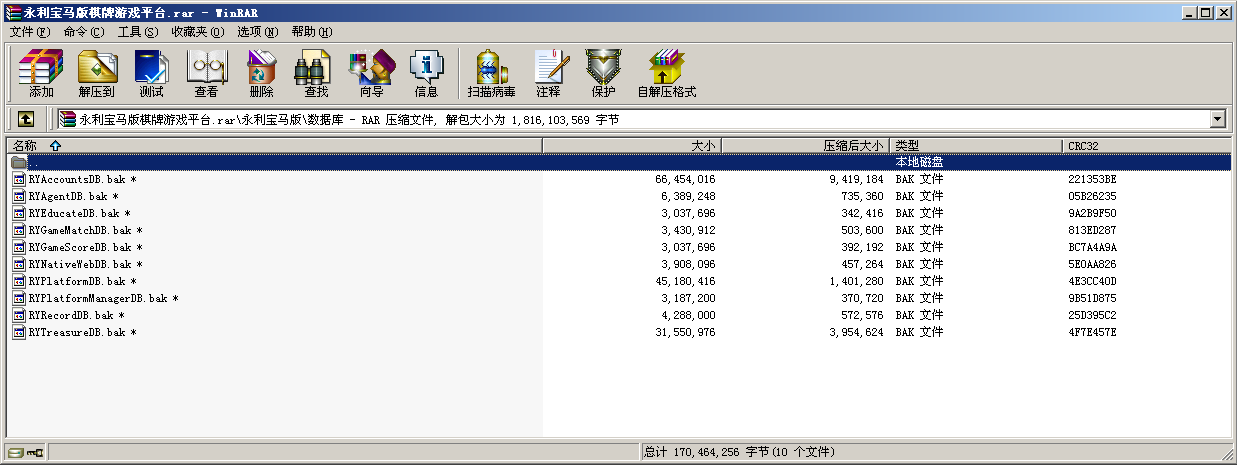 永利宝马版棋牌游戏平台.rar - WinRAR
文件(F) 命令(C) 工具(S) 收藏夹(O) 选项(N) 帮助(H)
添加 解压到 测试 查看 删除 查找 向导 信息 扫描病毒 注释 保护 自解压格式
永利宝马版棋牌游戏平台.rar\永利宝马版\数据库 - RAR 压缩文件, 解包大小为 1,816,103,569 字节
名称 大小 压缩后大小 类型 CRC32
.. 本地磁盘
RYAccountsDB.bak * 66,454,016 9,419,184 BAK 文件 221353BE
RYAgentDB.bak * 6,389,248 735,360 BAK 文件 05B26235
RYEducateDB.bak * 3,037,696 342,416 BAK 文件 9A2B9F50
RYGameMatchDB.bak * 3,430,912 503,600 BAK 文件 813ED287
RYGameScoreDB.bak * 3,037,696 392,192 BAK 文件 BC7A4A9A
RYNativeWebDB.bak * 3,908,096 457,264 BAK 文件 5E0AA826
RYPlatformDB.bak * 45,180,416 1,401,280 BAK 文件 4E3CC40D
RYPlatformManagerDB.bak * 3,187,200 370,720 BAK 文件 9B51D875
RYRecordDB.bak * 4,288,000 572,576 BAK 文件 25D395C2
RYTreasureDB.bak * 31,550,976 3,954,624 BAK 文件 4F7E457E
总计 170,464,256 字节(10 个文件)